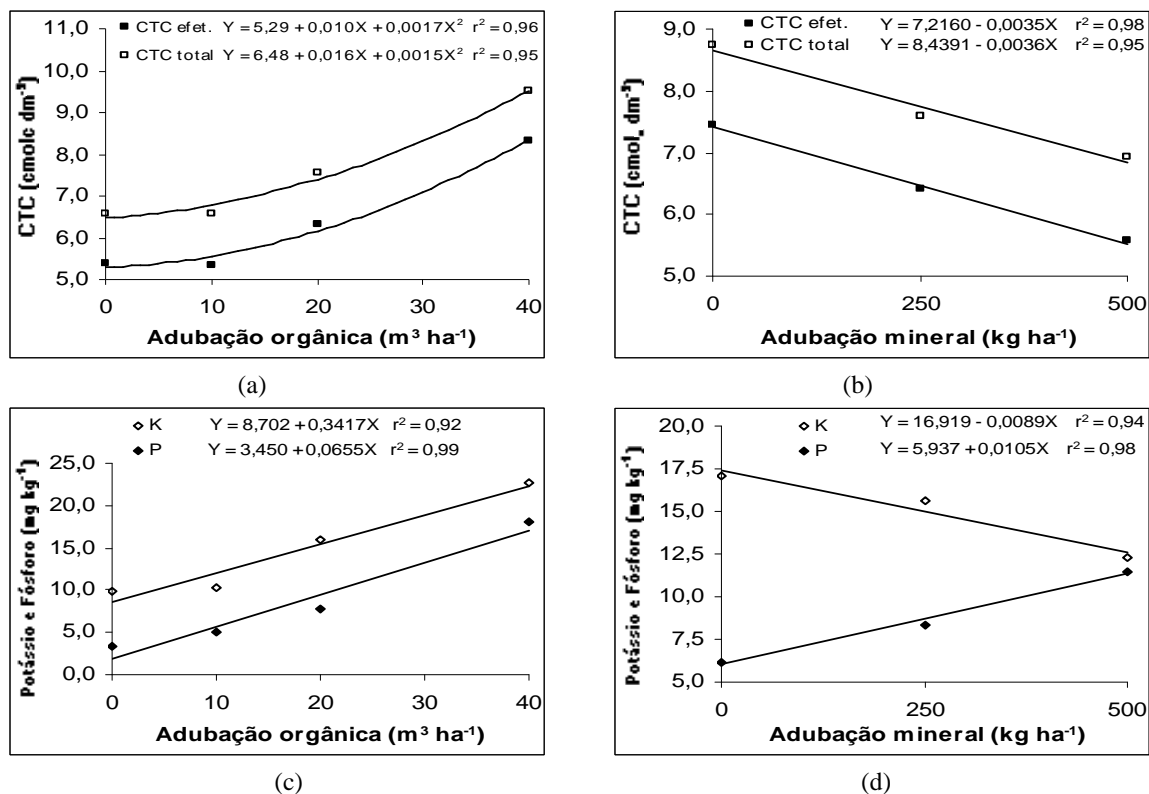 CTC efet. Y = 5,29 + 0,010X + 0,0017X² r² = 0,96
CTC total Y = 6,48 + 0,016X + 0,0015X² r² = 0,95
CTC (cmolc dm⁻³)
11,0
10,0
9,0
8,0
7,0
6,0
5,0
0 10 20 30 40
Adubação orgânica (m³ ha⁻¹)
(a)
CTC efet. Y = 7,2160 - 0,0035X r² = 0,98
CTC total Y = 8,4391 - 0,0036X r² = 0,95
CTC (cmolc dm⁻³)
9,0
8,0
7,0
6,0
5,0
0 250 500
Adubação mineral (kg ha⁻¹)
(b)
K Y = 8,702 + 0,3417X r² = 0,92
P Y = 3,450 + 0,0655X r² = 0,99
Potássio e Fósforo (mg kg⁻¹)
25,0
20,0
15,0
10,0
5,0
0,0
0 10 20 30 40
Adubação orgânica (m³ ha⁻¹)
(c)
K Y = 16,919 - 0,0089X r² = 0,94
P Y = 5,937 + 0,0105X r² = 0,98
Potássio e Fósforo (mg kg⁻¹)
20,0
17,5
15,0
12,5
10,0
7,5
5,0
0 250 500
Adubação mineral (kg ha⁻¹)
(d)